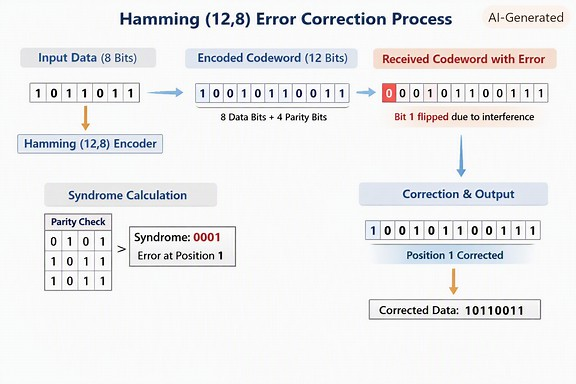 Hamming (12,8) Error Correction Process
AI-Generated
Input Data (8 Bits)
1 0 1 1 0 1 1
Hamming (12,8) Encoder
Encoded Codeword (12 Bits)
1 0 0 1 0 1 1 0 0 1 1
8 Data Bits + 4 Parity Bits
Received Codeword with Error
0 0 0 1 0 1 1 0 0 1 1 1
Bit 1 flipped due to interference
Syndrome Calculation
Parity Check
0 1 0 1
1 0 1 1
1 0 1 1
>
Syndrome: 0001
Error at Position 1
Correction & Output
1 0 0 1 0 1 1 0 0 1 1 1
Position 1 Corrected
Corrected Data: 10110011